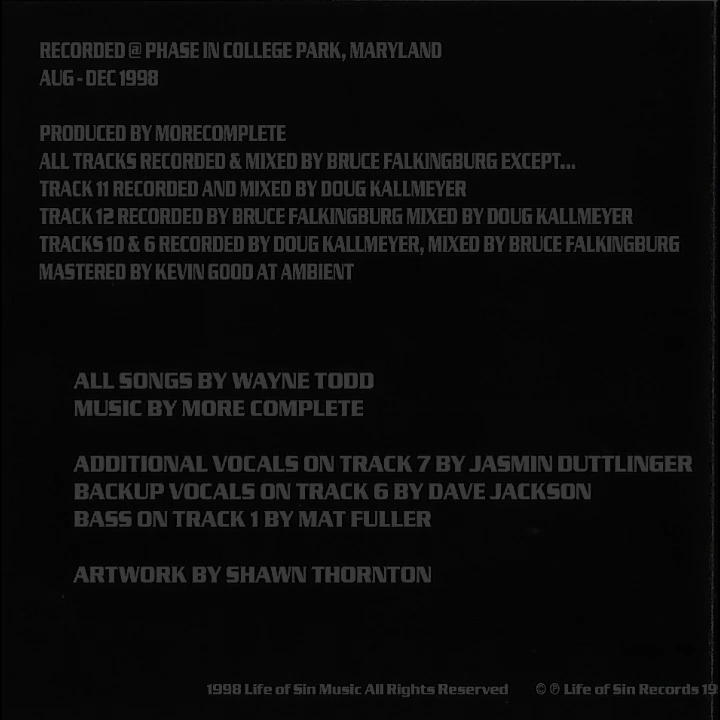 RECORDED @ PHASE IN COLLEGE PARK, MARYLAND
AUG - DEC 1998
PRODUCED BY MORECOMPLETE
ALL TRACKS RECORDED & MIXED BY BRUCE FALKINGBURG EXCEPT...
TRACK 11 RECORDED AND MIXED BY DOUG KALLMEYER
TRACK 12 RECORDED BY BRUCE FALKINGBURG MIXED BY DOUG KALLMEYER
TRACKS 10 & 6 RECORDED BY DOUG KALLMEYER, MIXED BY BRUCE FALKINGBURG
MASTERED BY KEVIN GOOD AT AMBIENT
ALL SONGS BY WAYNE TODD
MUSIC BY MORE COMPLETE
ADDITIONAL VOCALS ON TRACK 7 BY JASMIN DUTTLINGER
BACKUP VOCALS ON TRACK 6 BY DAVE JACKSON
BASS ON TRACK 1 BY MAT FULLER
ARTWORK BY SHAWN THORNTON
1998 Life of Sin Music All Rights Reserved © ℗ Life of Sin Records 19